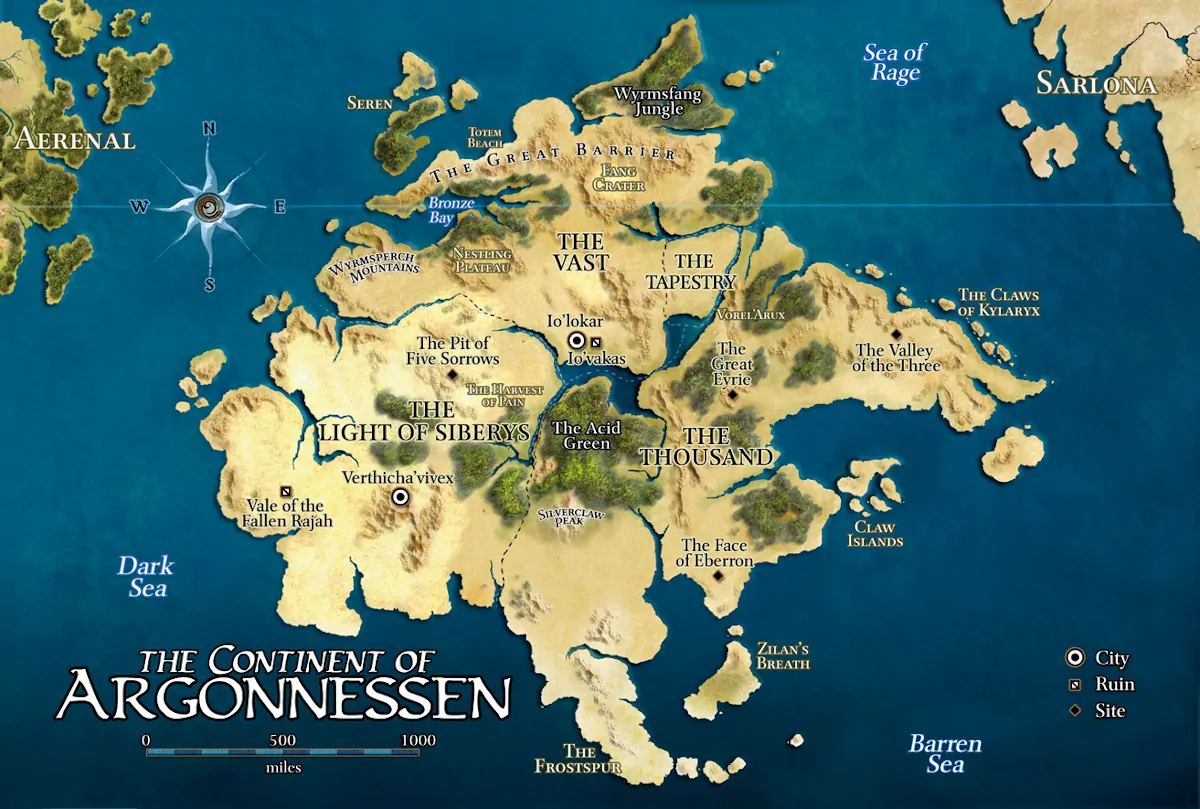 Sea of
Rage
Sarlona
Wyrmsfang
Jungle
Seren
Aerenal
Totem
Beach
The Great Barrier
Fang
Crater
N
W
E
S
Bronze
Bay
The
Vast
Nestling
Plateau
Wyrmsperch
Mountains
The
Tapestry
Vorel'Arux
The Claws
of Kylaryx
Io'lokar
Io'vakas
The Pit of
Five Sorrows
The
Great
Eyrie
The Valley
of the Three
The Harvest
of Pain
The
Light of Siberys
The Acid
Green
The
Thousand
Verthicha'vivex
Vale of the
Fallen Rajah
Silverclaw
Peak
Claw
Islands
The Face
of Eberron
Dark
Sea
Zilan's
Breath
The Continent of
Argonnessen
0 500 1000
miles
The
Frostspur
Barren
Sea
City
Ruin
Site